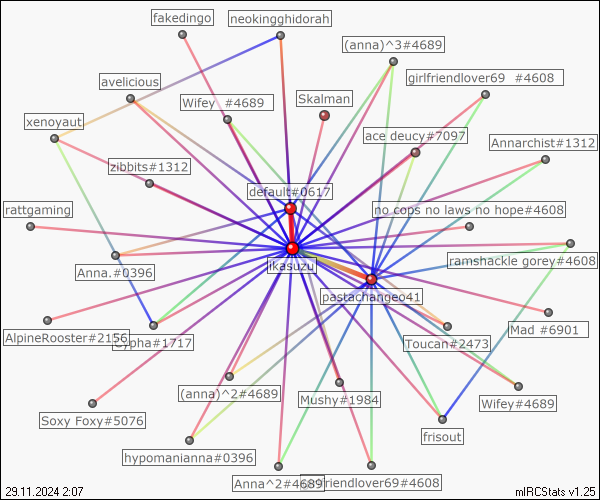 fakedingo
neokingghidorah
(anna)^3#4689
girlfriendlover69 #4608
avelicious
Wifey #4689
Skalman
xenoyaut
ace deucy#7097
Annarchist#1312
zibbits#1312
default#0617
rattgaming
no cops no laws no hope#4608
ikasuzu
ramshackle gorey#4608
Anna.#0396
pastachangeo41
AlpineRooster#2156
Cypha#1717
Toucan#2473
Mad #6901
(anna)^2#4689
Mushy#1984
Wifey#4689
Soxy Foxy#5076
frisout
hypomanianna#0396
Anna^2#4689
friendlover69#4608
29.11.2024 2:07
mIRCStats v1.25